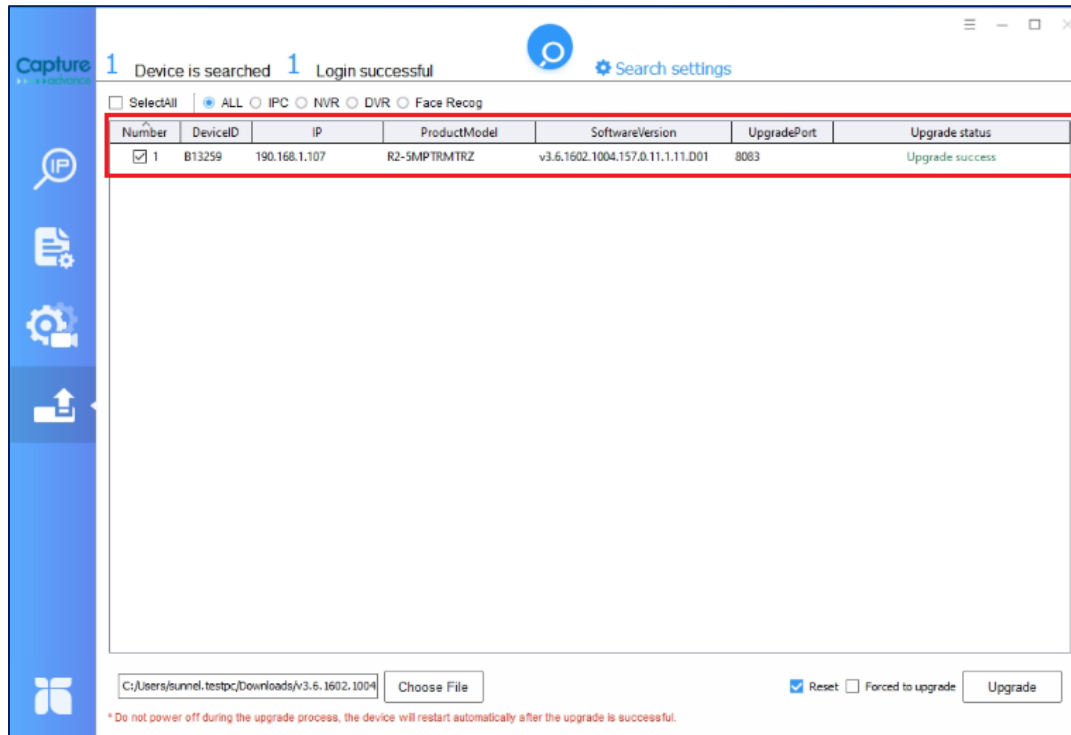 Capture
advance
1 Device is searched 1 Login successful
Search settings
SelectAll ALL IPC NVR DVR Face Recog
Number DeviceID IP ProductModel SoftwareVersion UpgradePort Upgrade status
1 B13259 190.168.1.107 R2-5MPTRMTRZ v3.6.1602.1004.157.0.11.1.11.D01 8083 Upgrade success
IP
C:/Users/sunnel.testpc/Downloads/v3.6.1602.1004 Choose File Reset Forced to upgrade Upgrade
* Do not power off during the upgrade process, the device will restart automatically after the upgrade is successful.